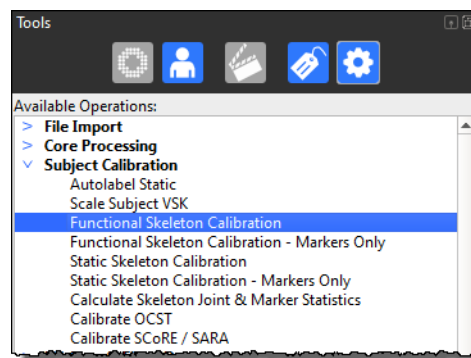 Tools
Available Operations:
> File Import
> Core Processing
v Subject Calibration
Autolabel Static
Scale Subject VSK
Functional Skeleton Calibration
Functional Skeleton Calibration - Markers Only
Static Skeleton Calibration
Static Skeleton Calibration - Markers Only
Calculate Skeleton Joint & Marker Statistics
Calibrate OCST
Calibrate SCoRE / SARA